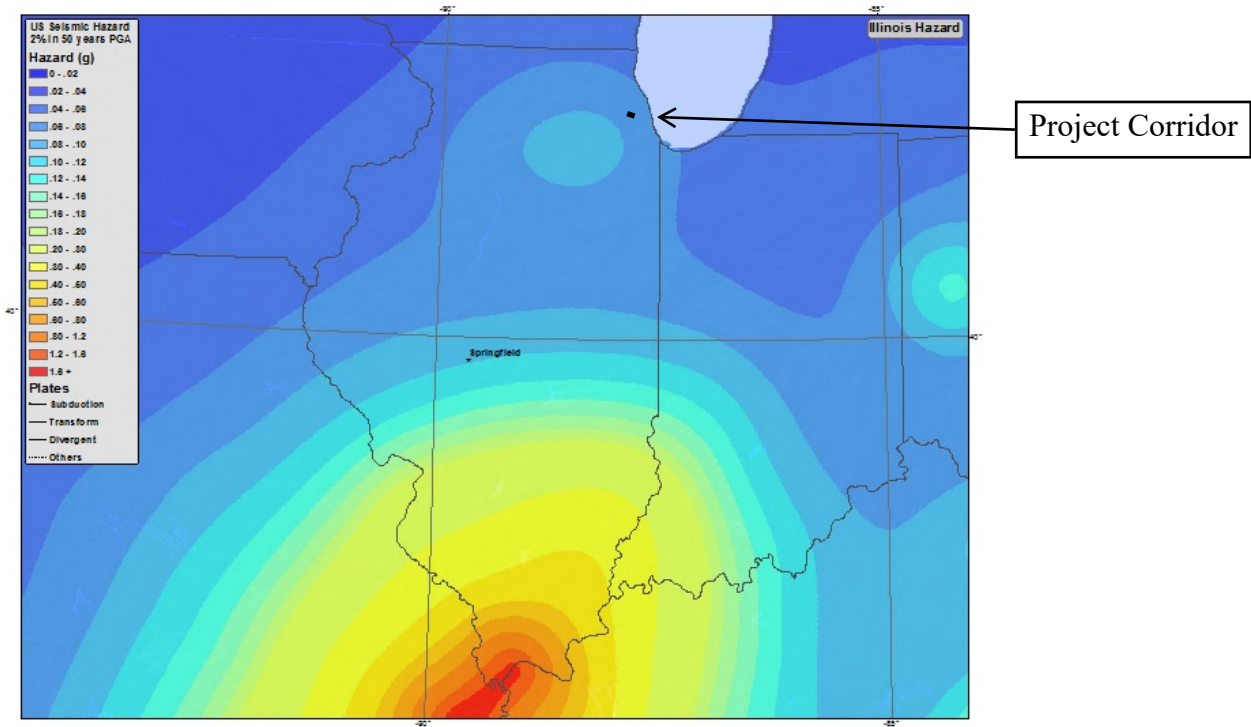 -90°
-85°
US Seismic Hazard
2% in 50 years PGA
Hazard (g)
0 - .02
.02 - .04
.04 - .06
.06 - .08
.08 - .10
.10 - .12
.12 - .14
.14 - .16
.16 - .18
.18 - .20
.20 - .30
.30 - .40
.40 - .50
.50 - .60
.60 - .80
.80 - 1.2
1.2 - 1.6
1.6 +
Plates
Subduction
Transform
Divergent
Others
Illinois Hazard
Project Corridor
40°
40°
Springfield
-90°
-85°